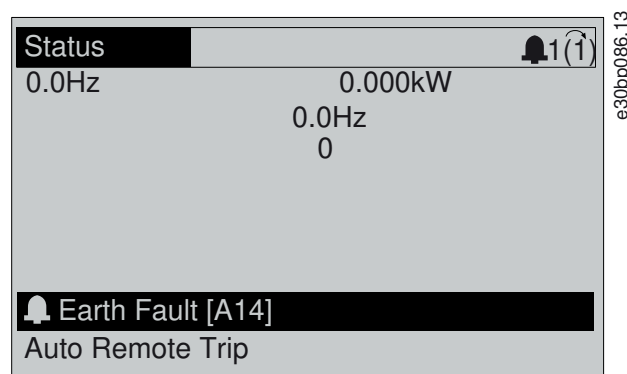 Status 1(1)
0.0Hz 0.000kW
0.0Hz
0
Earth Fault [A14]
Auto Remote Trip
e30bp086.13